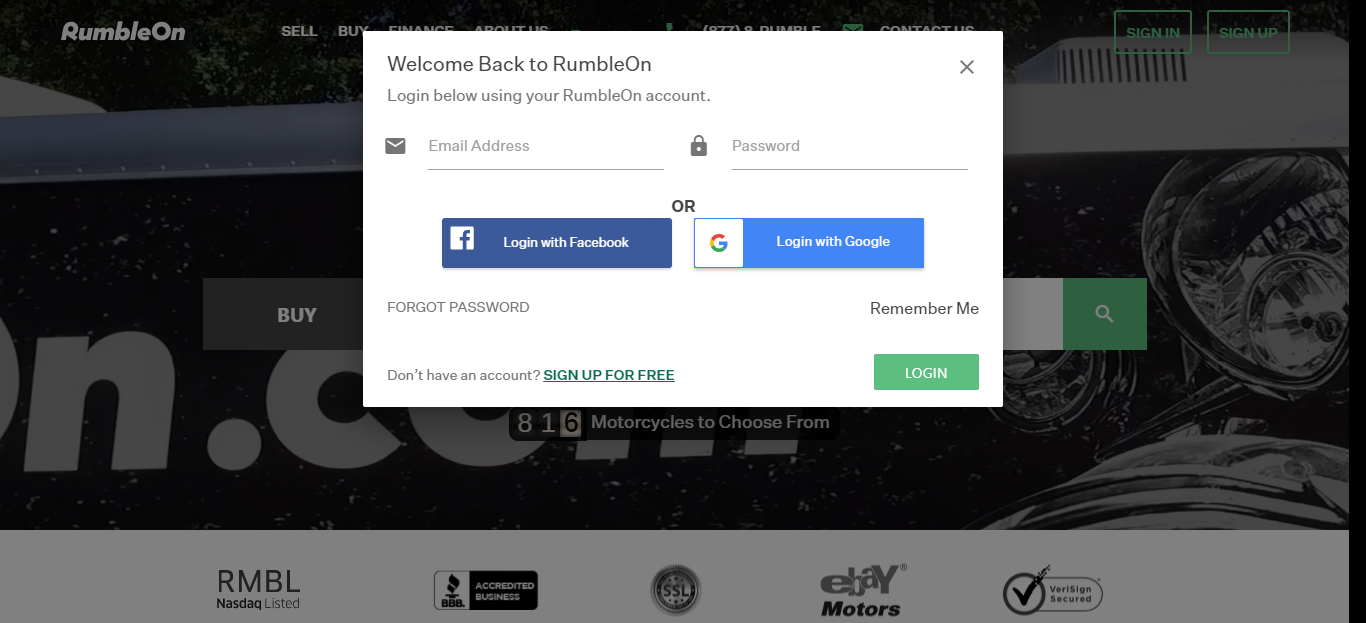 RumbleOn
SELL BUY FINANCE ABOUT US (877) 8-RUMBLE CONTACT US SIGN IN SIGN UP
Welcome Back to RumbleOn
Login below using your RumbleOn account.
Email Address
Password
OR
Login with Facebook
Login with Google
FORGOT PASSWORD
Remember Me
Don't have an account? SIGN UP FOR FREE
LOGIN
BUY
816 Motorcycles to Choose From
RMBL
Nasdaq Listed
BBB.
ACCREDITED
BUSINESS
SSL
ebaY®
Motors
VeriSign
Secured